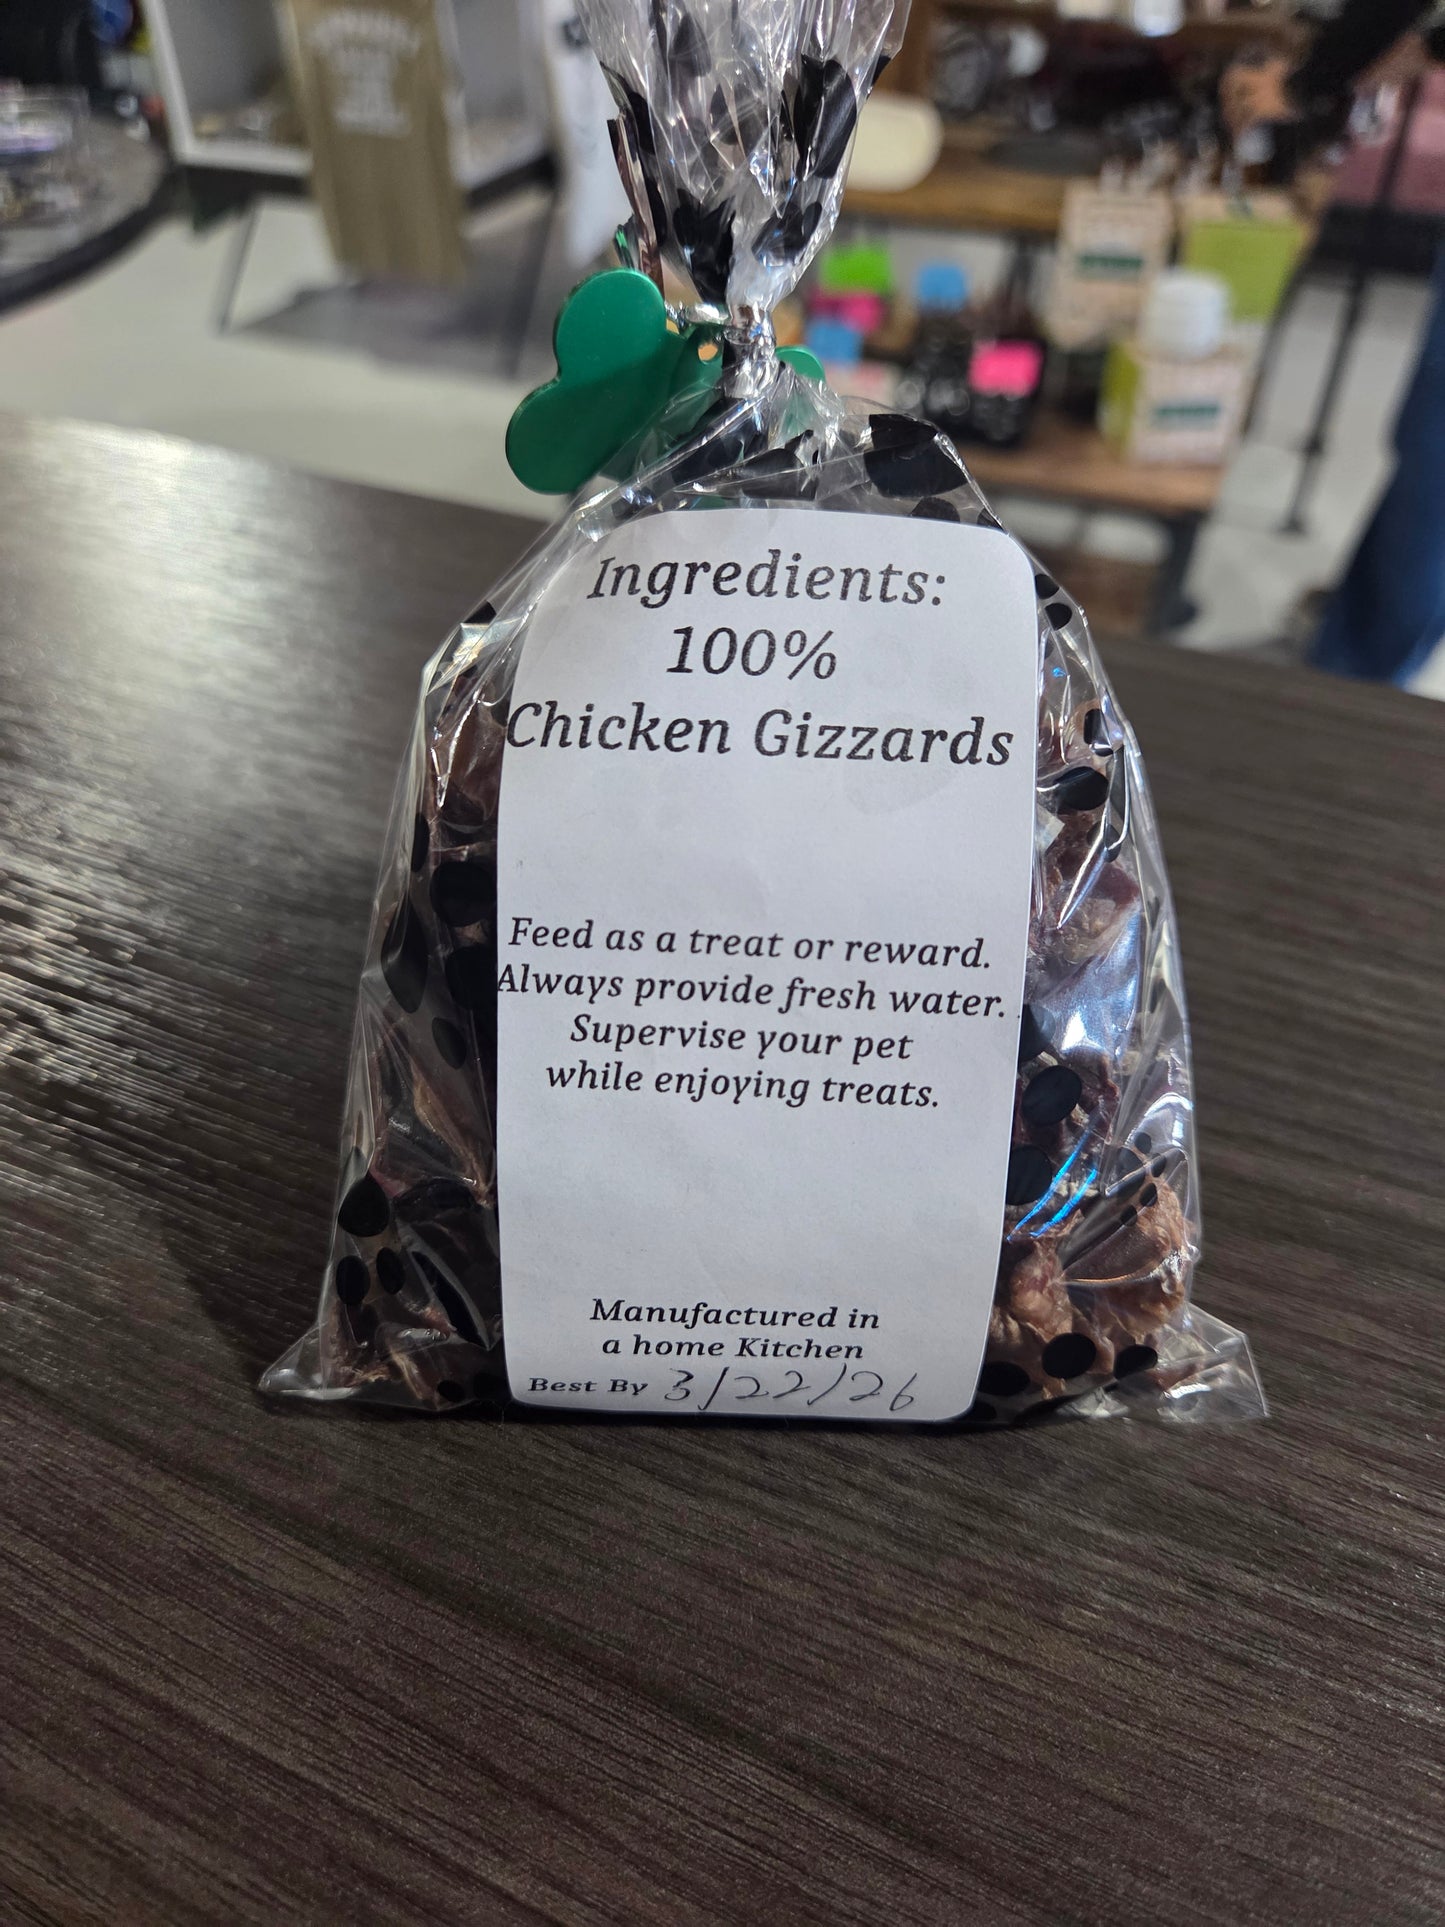 Ingredients:
100%
Chicken Gizzards
Feed as a treat or reward.
Always provide fresh water.
Supervise your pet
while enjoying treats.
Manufactured in
a home Kitchen
Best By 3/22/26